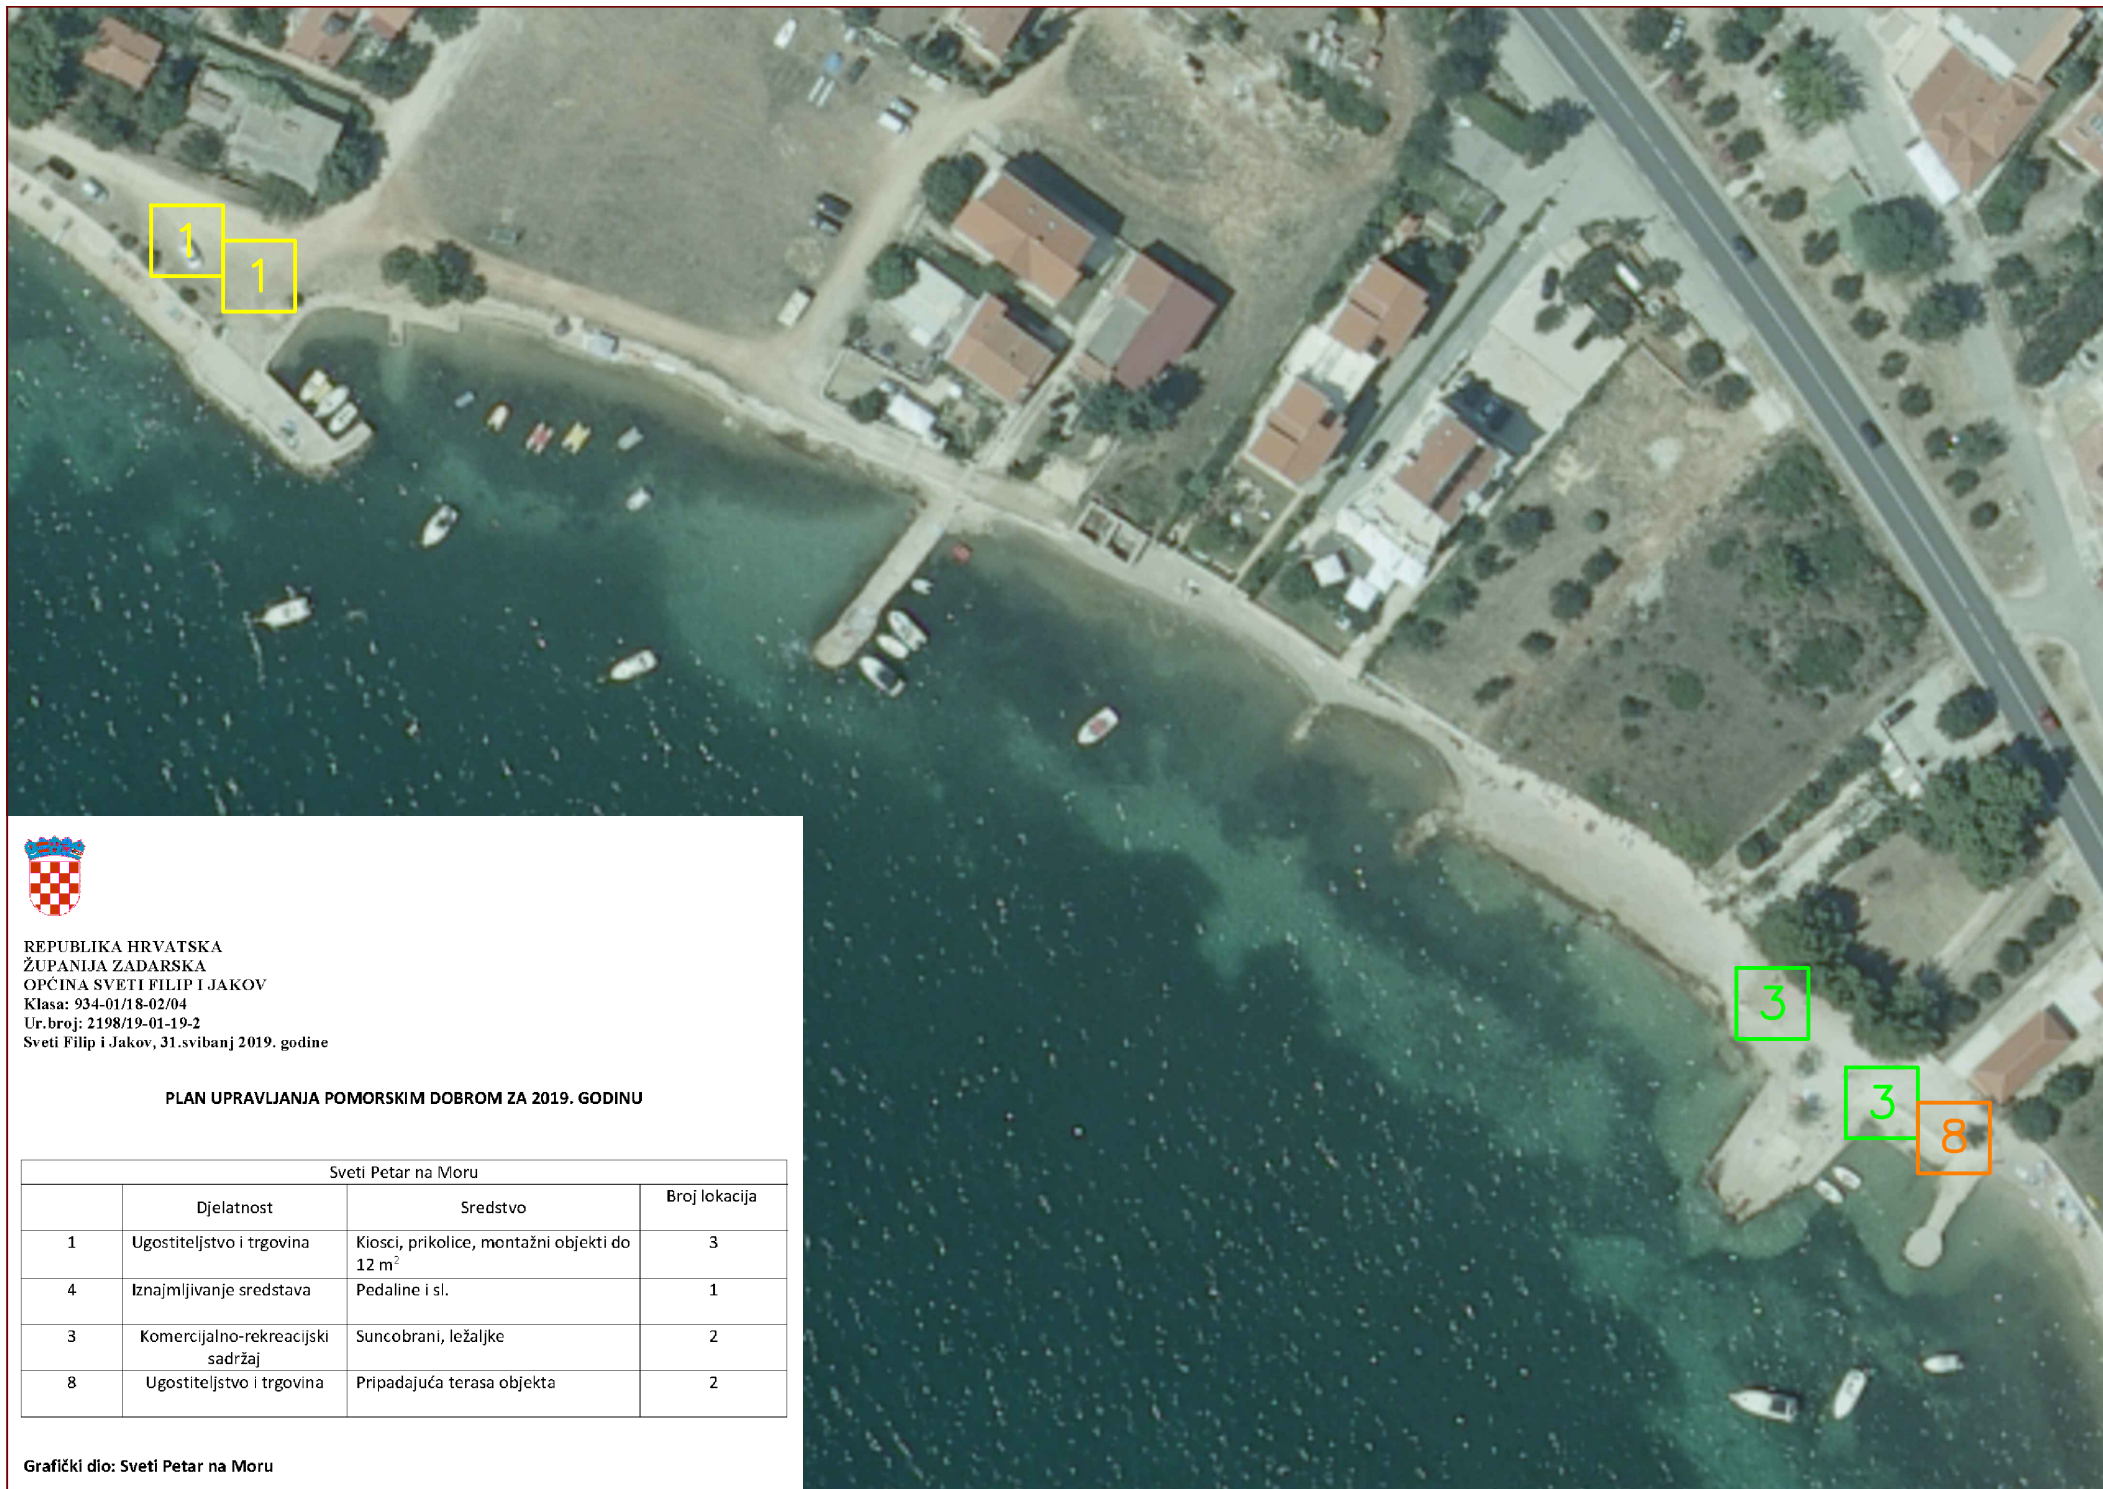 1
1
3
3
8
REPUBLIKA HRVATSKA
ŽUPANIJA ZADARSKA
OPĆINA SVETI FILIP I JAKOV
Klasa: 934-01/18-02/04
Ur.broj: 2198/19-01-19-2
Sveti Filip i Jakov, 31.svibanj 2019. godine
PLAN UPRAVLJANJA POMORSKIM DOBROM ZA 2019. GODINU
Sveti Petar na Moru
Djelatnost Sredstvo Broj lokacija
1 Ugostiteljstvo i trgovina Kiosci, prikolice, montažni objekti do 3
12 m²
4 Iznajmljivanje sredstava Pedaline i sl. 1
3 Komercijalno-rekreacijski Suncobrani, ležaljke 2
sadržaj
8 Ugostiteljstvo i trgovina Pripadajuća terasa objekta 2
Grafički dio: Sveti Petar na Moru